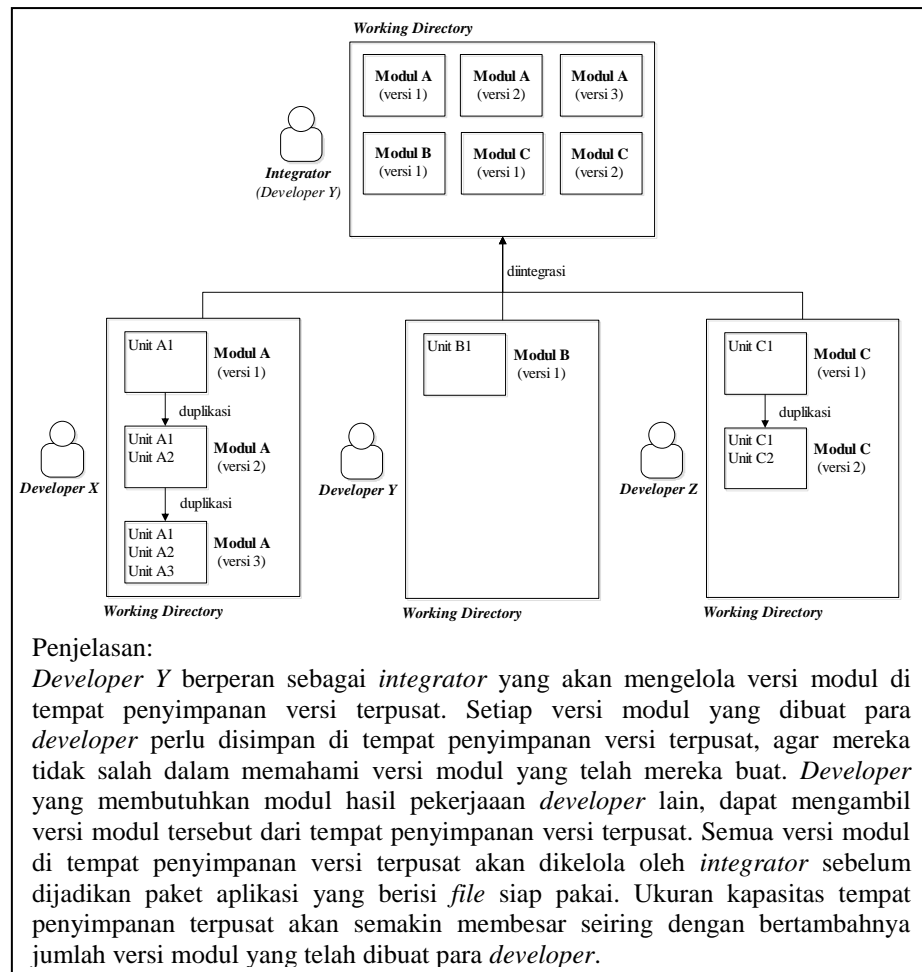 Working Directory
Modul A
(versi 1)
Modul A
(versi 2)
Modul A
(versi 3)
Modul B
(versi 1)
Modul C
(versi 1)
Modul C
(versi 2)
Integrator
(Developer Y)
diintegrasi
Unit A1
Modul A
(versi 1)
duplikasi
Unit A1
Unit A2
Modul A
(versi 2)
duplikasi
Unit A1
Unit A2
Unit A3
Modul A
(versi 3)
Developer X
Working Directory
Unit B1
Modul B
(versi 1)
Developer Y
Working Directory
Unit C1
Modul C
(versi 1)
duplikasi
Unit C1
Unit C2
Modul C
(versi 2)
Developer Z
Working Directory
Penjelasan:
Developer Y berperan sebagai integrator yang akan mengelola versi modul di
tempat penyimpanan versi terpusat. Setiap versi modul yang dibuat para
developer perlu disimpan di tempat penyimpanan versi terpusat, agar mereka
tidak salah dalam memahami versi modul yang telah mereka buat. Developer
yang membutuhkan modul hasil pekerjaaan developer lain, dapat mengambil
versi modul tersebut dari tempat penyimpanan versi terpusat. Semua versi modul
di tempat penyimpanan versi terpusat akan dikelola oleh integrator sebelum
dijadikan paket aplikasi yang berisi file siap pakai. Ukuran kapasitas tempat
penyimpanan terpusat akan semakin membesar seiring dengan bertambahnya
jumlah versi modul yang telah dibuat para developer.